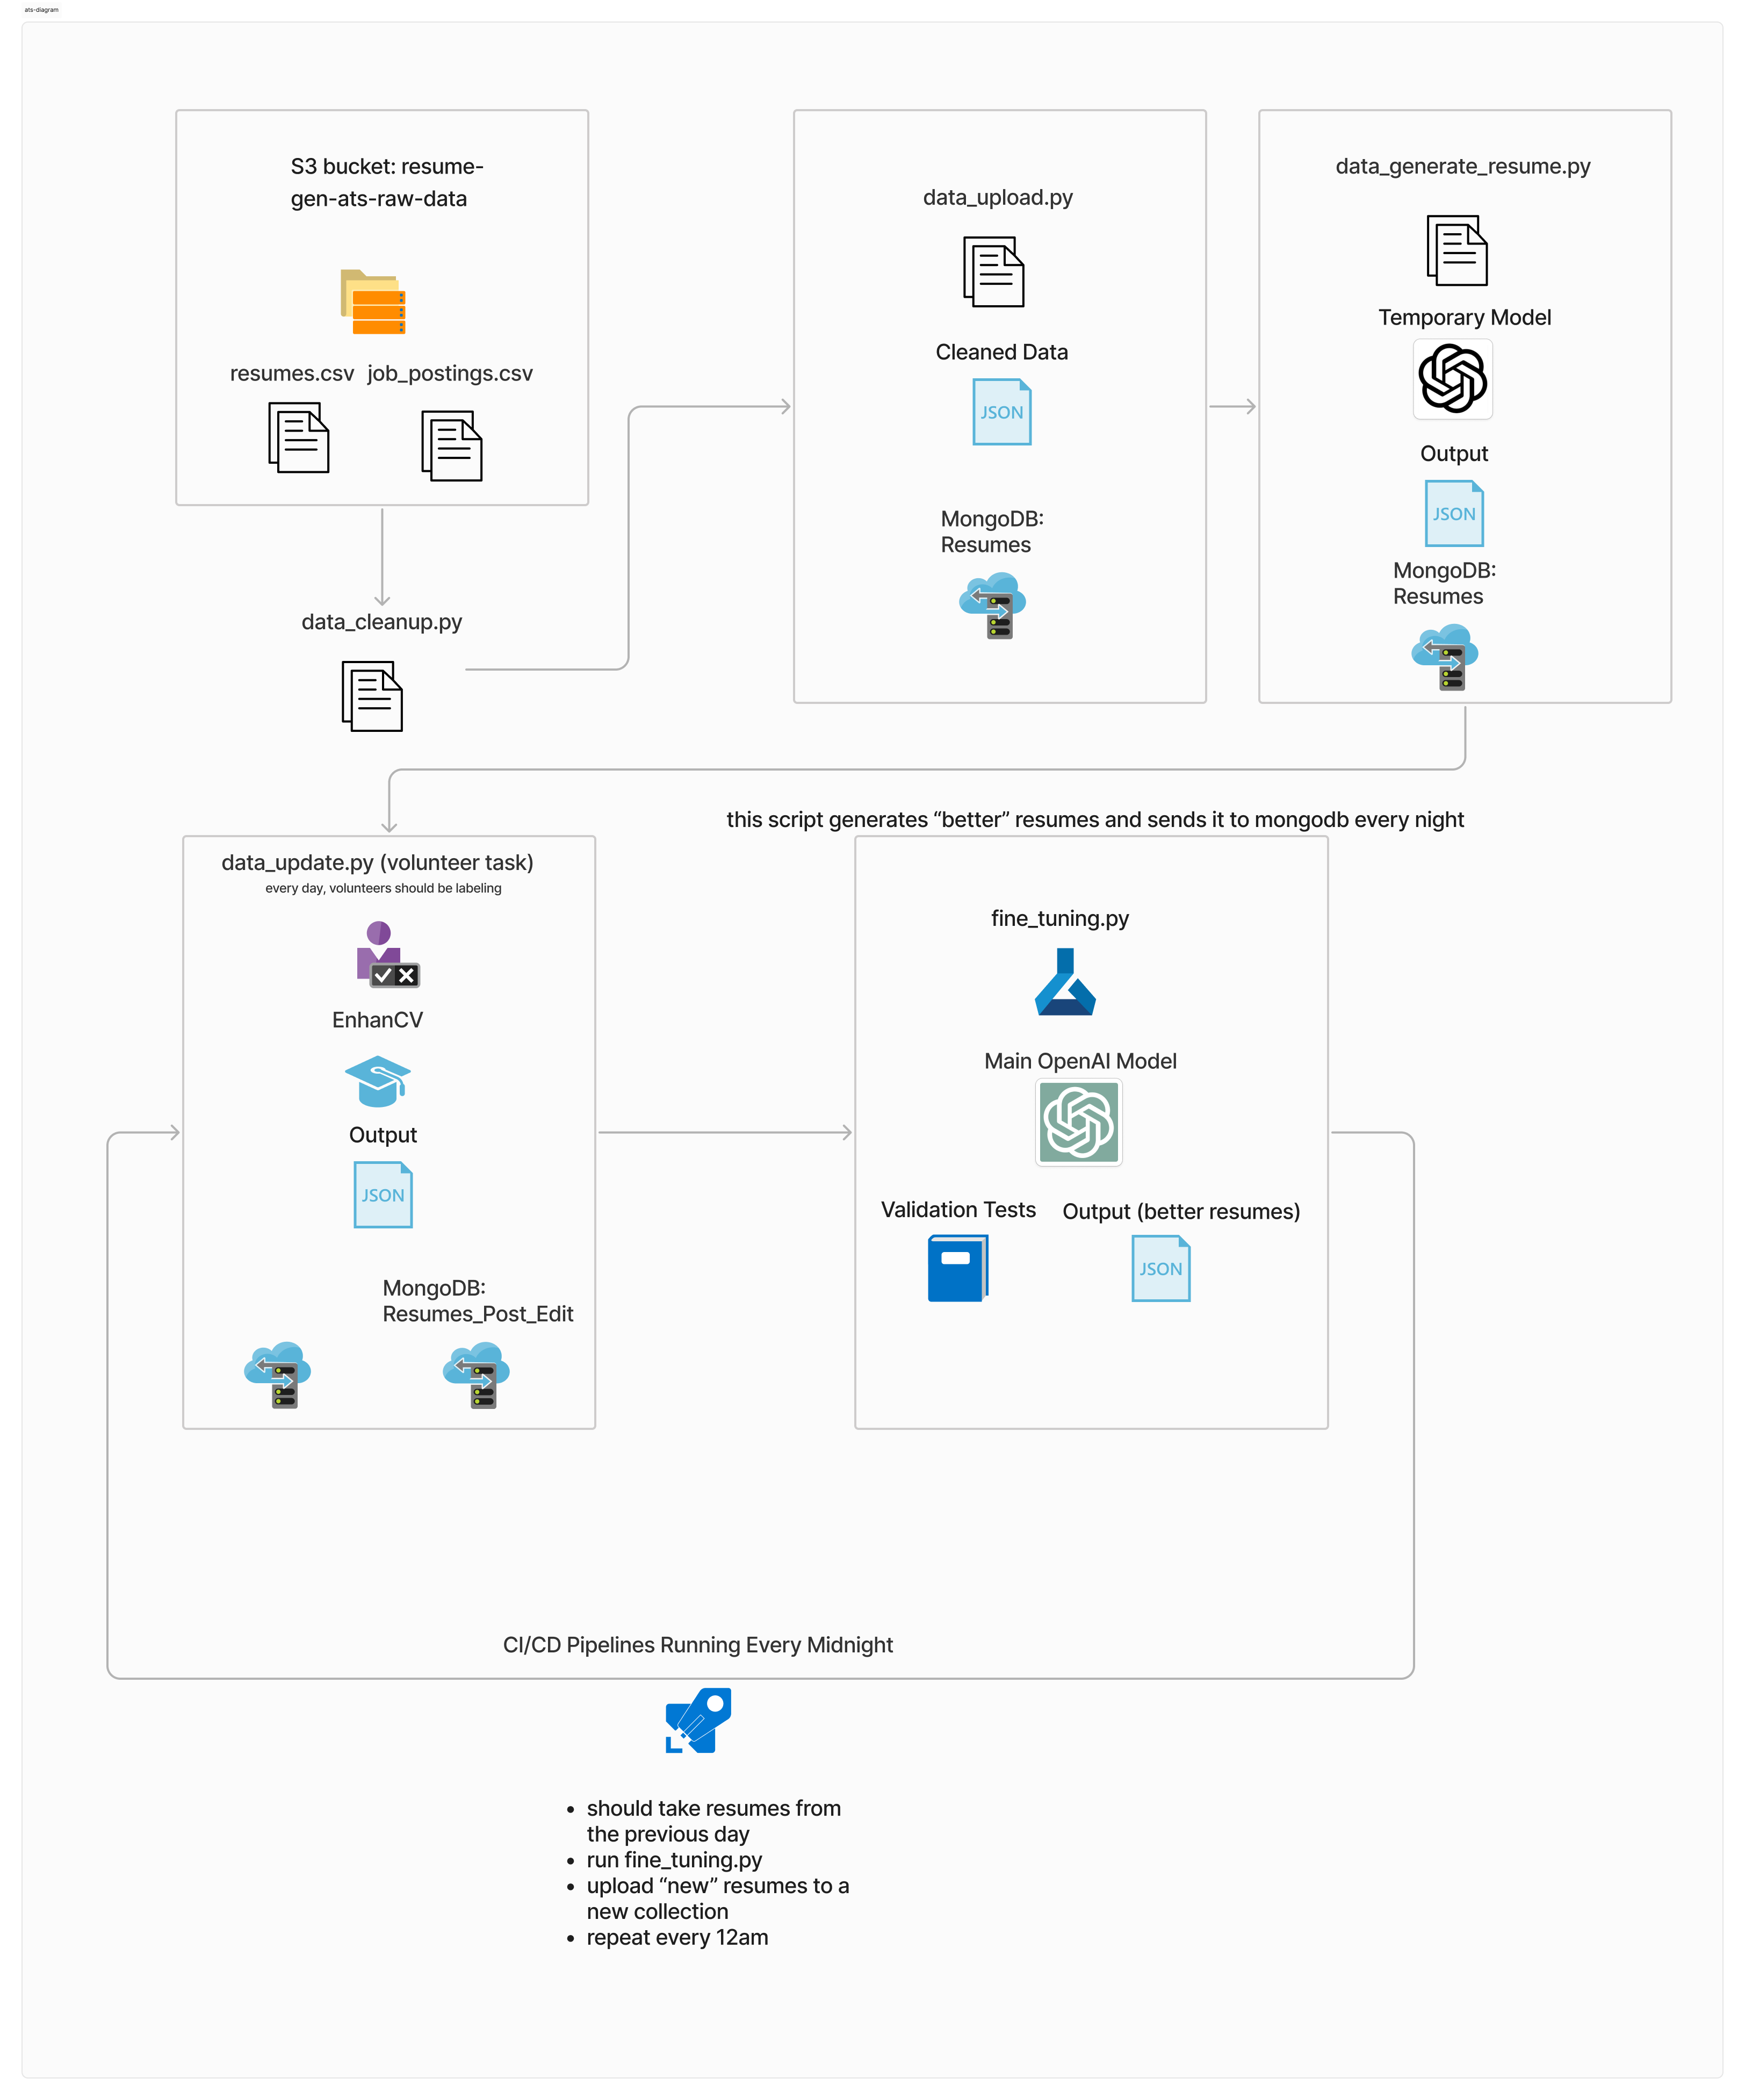 ats-diagram
S3 bucket: resume-
gen-ats-raw-data
resumes.csv
job_postings.csv
data_cleanup.py
data_upload.py
Cleaned Data
JSON
MongoDB:
Resumes
data_generate_resume.py
Temporary Model
Output
JSON
MongoDB:
Resumes
data_update.py (volunteer task)
every day, volunteers should be labeling
EnhanCV
Output
JSON
MongoDB:
Resumes_Post_Edit
this script generates “better” resumes and sends it to mongodb every night
fine_tuning.py
Main OpenAI Model
Validation Tests
Output (better resumes)
JSON
CI/CD Pipelines Running Every Midnight
• should take resumes from
the previous day
• run fine_tuning.py
• upload “new” resumes to a
new collection
• repeat every 12am